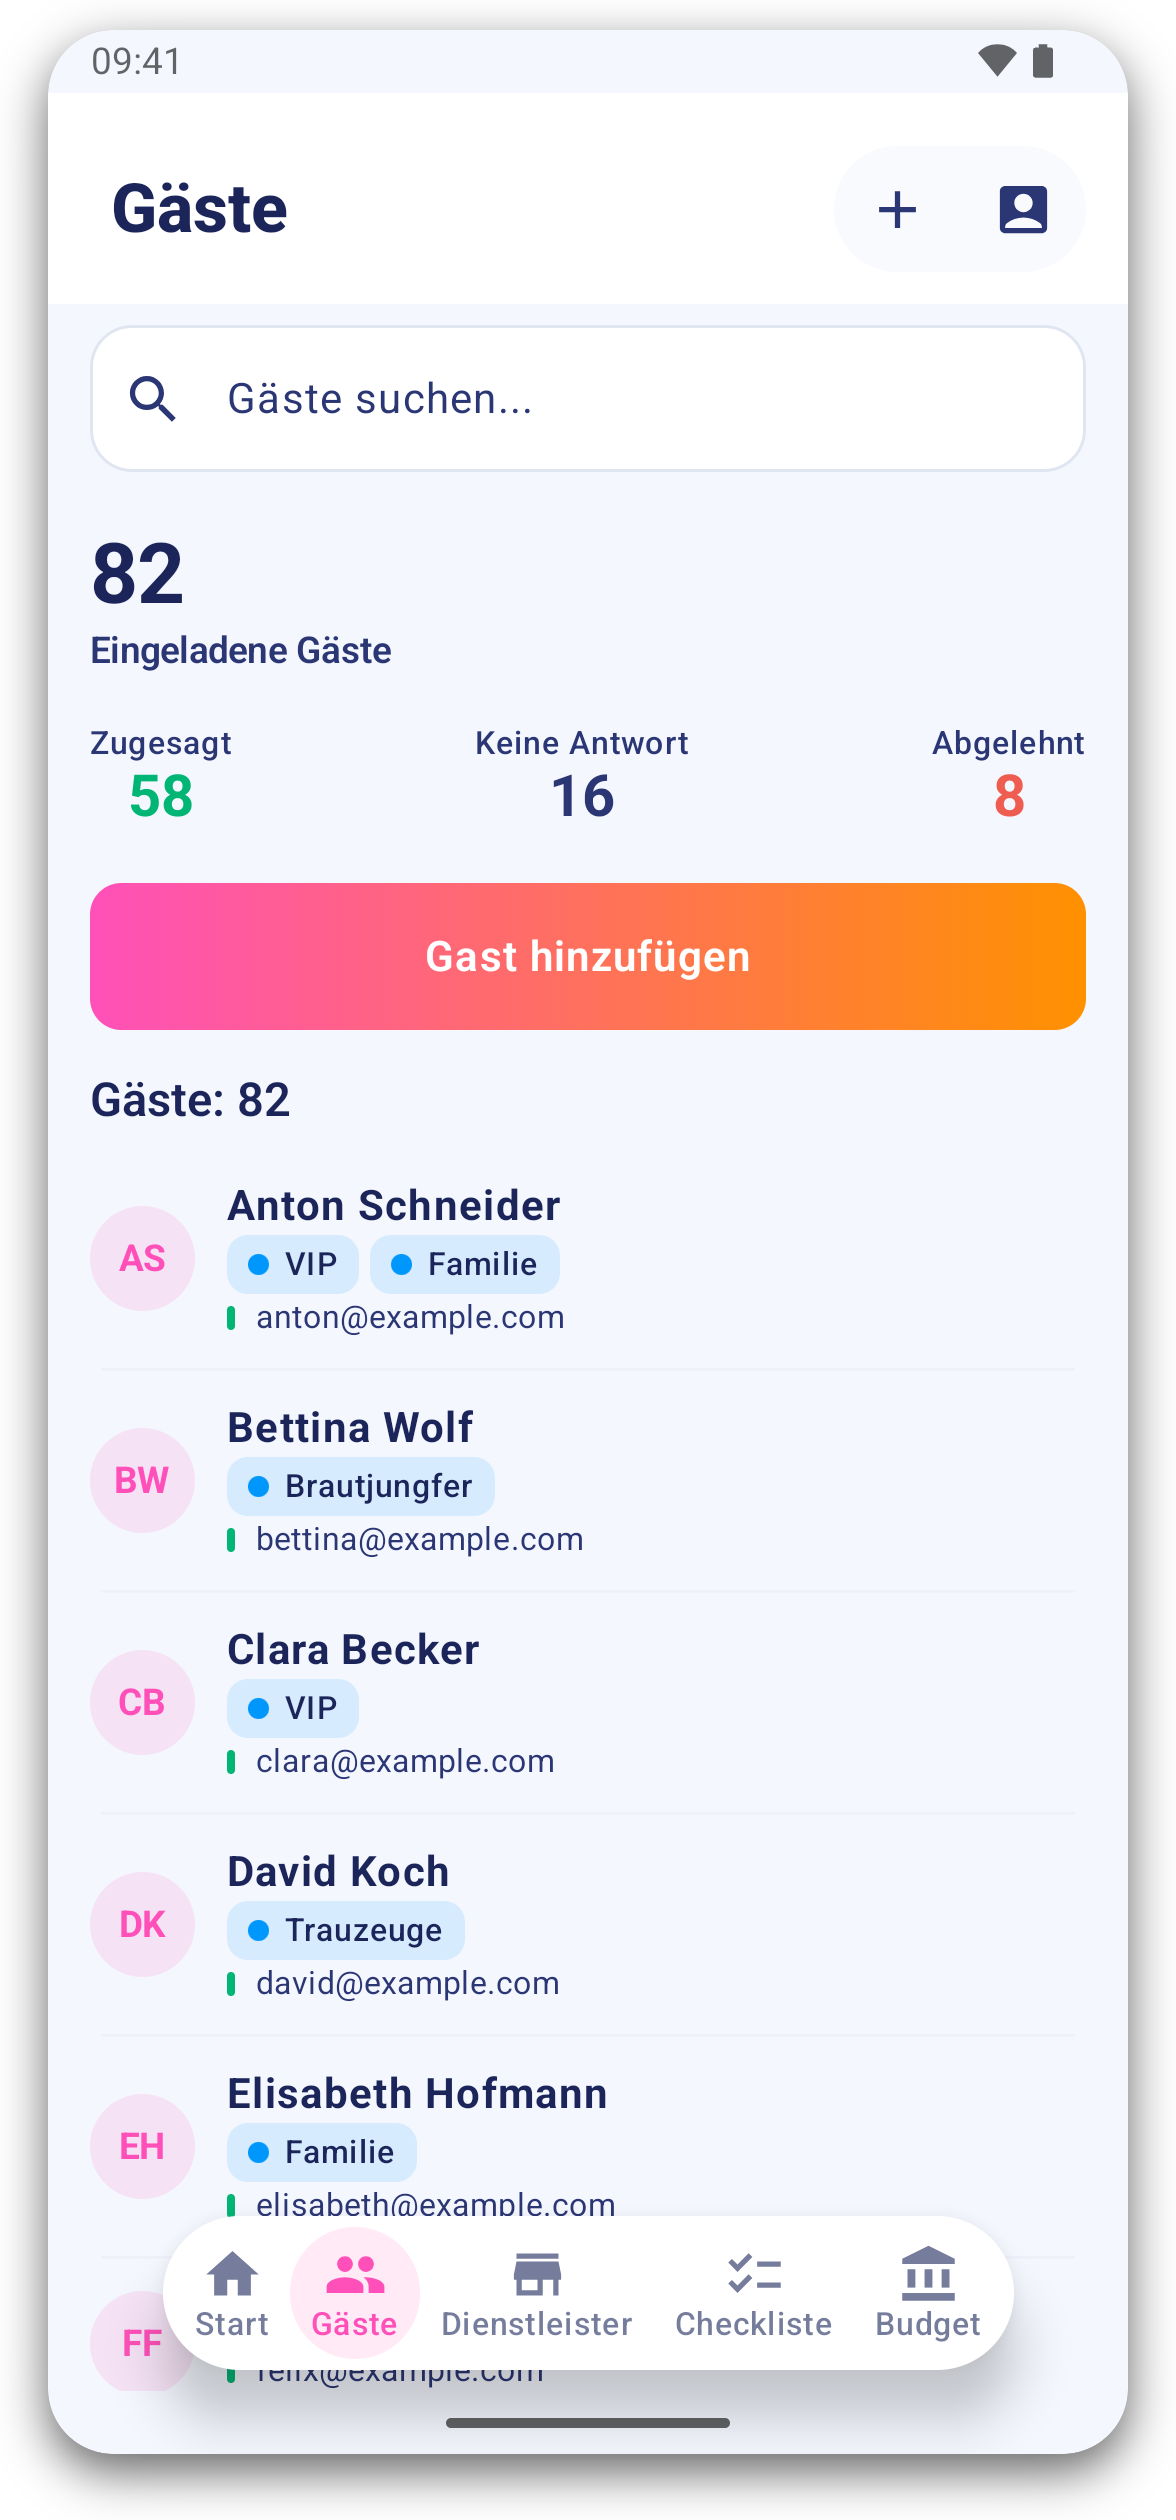 09:41
Gäste
Gäste suchen...
82
Eingeladene Gäste
Zugesagt Keine Antwort Abgelehnt
58 16 8
Gast hinzufügen
Gäste: 82
Anton Schneider
AS
VIP Familie
anton@example.com
Bettina Wolf
BW
Brautjungfer
bettina@example.com
Clara Becker
CB
VIP
clara@example.com
David Koch
DK
Trauzeuge
david@example.com
Elisabeth Hofmann
EH
Familie
elisabeth@example.com
Start Gäste Dienstleister Checkliste Budget
FF
felix@example.com